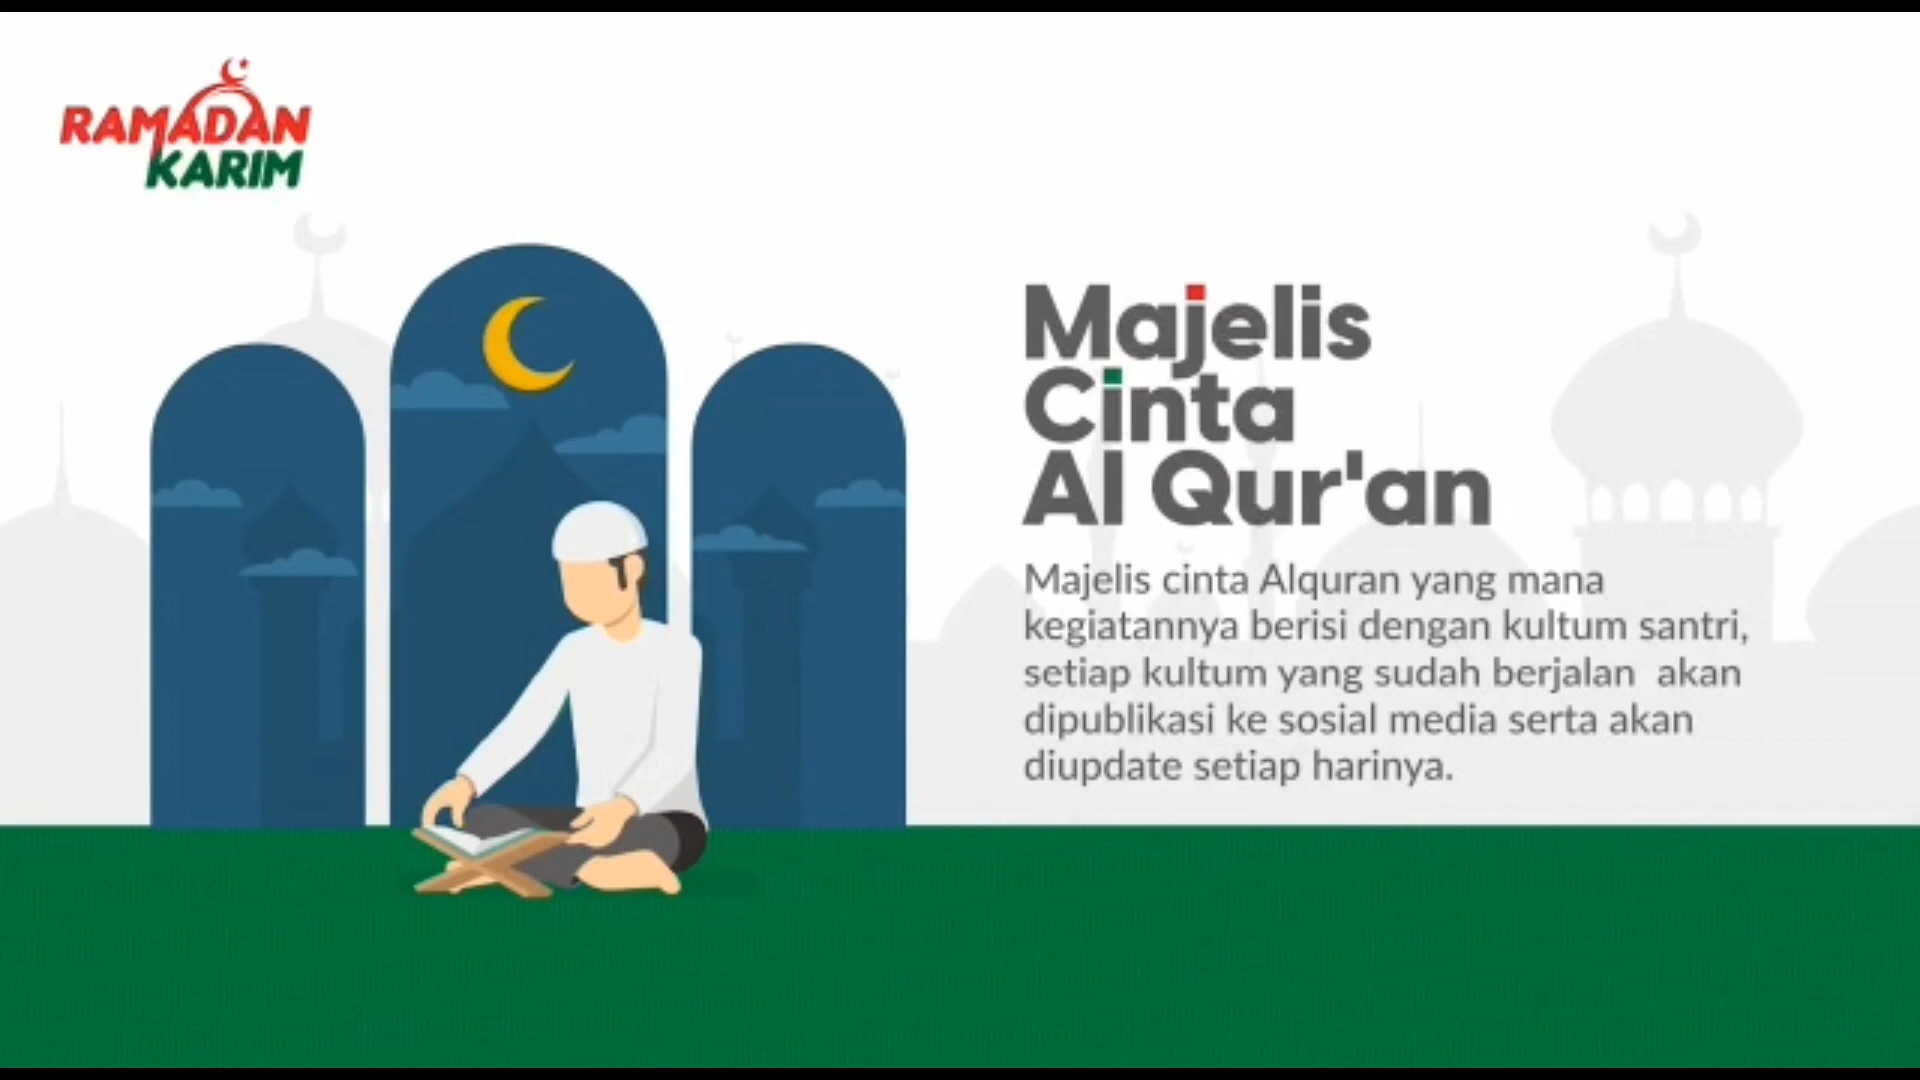 RAMADAN
KARIM
Majelis
Cinta
Al Qur'an
Majelis cinta Alquran yang mana
kegiatannya berisi dengan kultum santri,
setiap kultum yang sudah berjalan  akan
dipublikasi ke sosial media serta akan
diupdate setiap harinya.